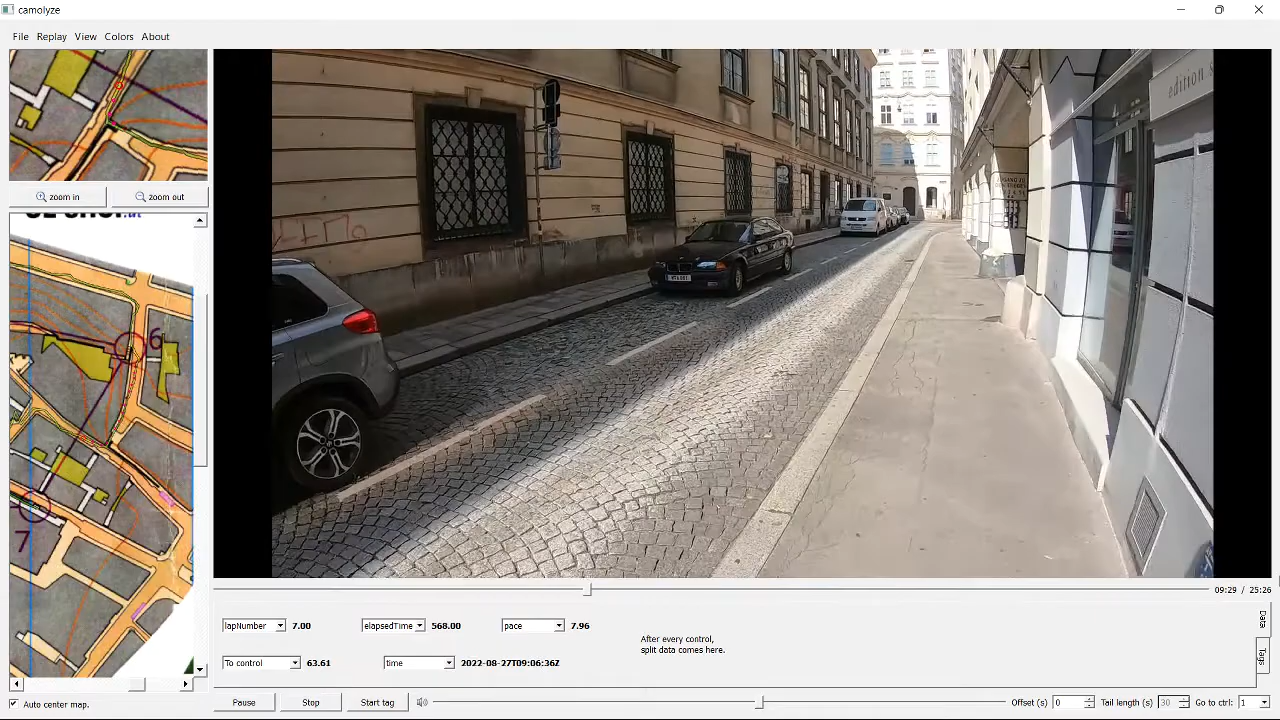 camolyze
File Replay View Colors About
zoom in zoom out
6
7
09:29 / 25:26
lapNumber 7.00 elapsedTime 568.00 pace 7.96
After every control,
split data comes here.
To control 63.61 time 2022-08-27T09:06:36Z
Data
Tags
Auto center map.
Pause Stop Start tag Offset (s) 0 Tail length (s) 30 Go to ctrl: 1